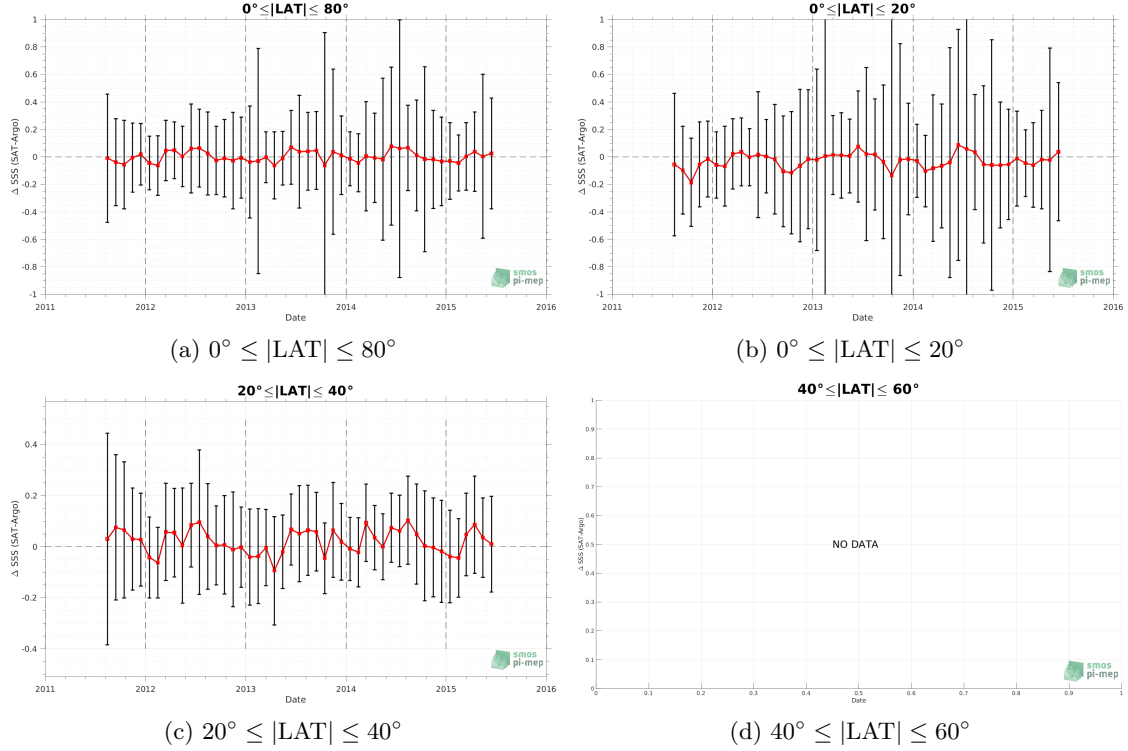 0°≤|LAT|≤ 80°
1
0.8
0.6
0.4
0.2
0
-0.2
-0.4
-0.6
-0.8
-1
Δ SSS (SAT-Argo)
2011
2012
2013
2014
2015
2016
Date
smos
pi-mep
(a) 0° ≤ |LAT| ≤ 80°
0°≤|LAT|≤ 20°
1
0.8
0.6
0.4
0.2
0
-0.2
-0.4
-0.6
-0.8
-1
Δ SSS (SAT-Argo)
2011
2012
2013
2014
2015
2016
Date
smos
pi-mep
(b) 0° ≤ |LAT| ≤ 20°
20°≤|LAT|≤ 40°
0.4
0.2
0
-0.2
-0.4
Δ SSS (SAT-Argo)
2011
2012
2013
2014
2015
2016
Date
smos
pi-mep
(c) 20° ≤ |LAT| ≤ 40°
40°≤|LAT|≤ 60°
1
0.9
0.8
0.7
0.6
0.5
0.4
0.3
0.2
0.1
0
Δ SSS (SAT-Argo)
NO DATA
0
0.1
0.2
0.3
0.4
0.5
0.6
0.7
0.8
0.9
1
Date
smos
pi-mep
(d) 40° ≤ |LAT| ≤ 60°